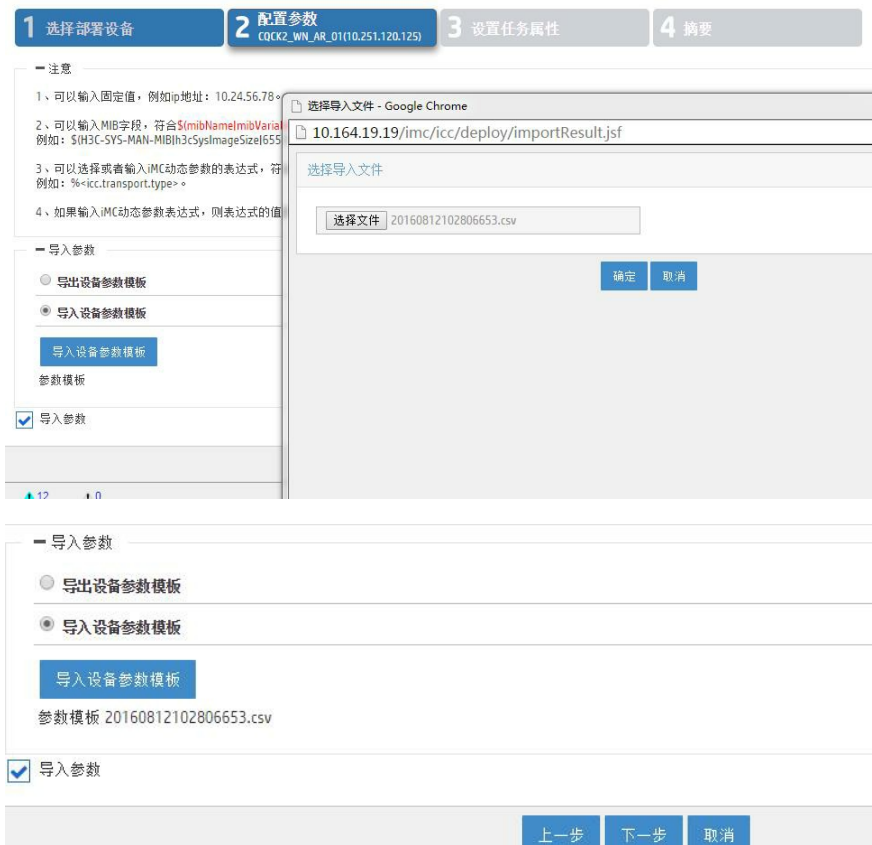 1 选择部署设备
2 配置参数
CQCK2_WN_AR_01(10.251.120.125)
3 设置任务属性
4 摘要
注意
1、可以输入固定值，例如ip地址：10.24.56.78。
2、可以输入MIB字段，符合$(mibName|mibVaria
例如：$(H3C-SYS-MAN-MIB|h3cSysImageSize|655
3、可以选择或者输入iMC动态参数的表达式，符
例如：%<icc.transport.type>。
4、如果输入iMC动态参数表达式，则表达式的值
导入参数
导出设备参数模板
导入设备参数模板
导入设备参数模板
参数模板
导入参数
12 0
选择导入文件 - Google Chrome
10.164.19.19/imc/icc/deploy/importResult.jsf
选择导入文件
选择文件 20160812102806653.csv
确定 取消
导入参数
导出设备参数模板
导入设备参数模板
导入设备参数模板
参数模板 20160812102806653.csv
导入参数
上一步 下一步 取消